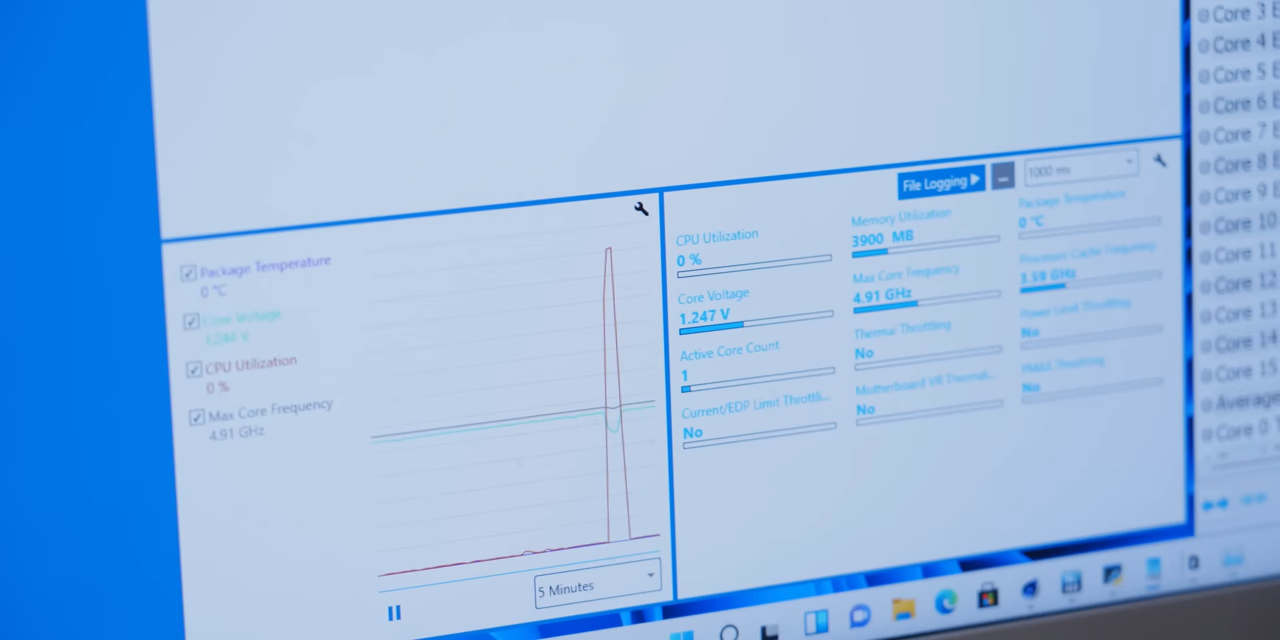 Package Temperature
0 °C
Core Voltage
1.244 V
CPU Utilization
0 %
Max Core Frequency
4.91 GHz
5 Minutes
File Logging
...
1000 ms
CPU Utilization
0 %
Core Voltage
1.247 V
Active Core Count
1
Current/EDP Limit Throttli...
No
Memory Utilization
3900 MB
Max Core Frequency
4.91 GHz
Thermal Throttling
No
Motherboard VR Thermal...
No
Package Temperature
0 °C
Processor Cache Frequency
3.59 GHz
Power Limit Throttling
No
PMAX Throttling
No
Core 3 E
Core 4 E
Core 5 E
Core 6 E
Core 7 E
Core 8 E
Core 9 E
Core 10
Core 11
Core 12
Core 13
Core 14
Core 15
Average
Core 0 T